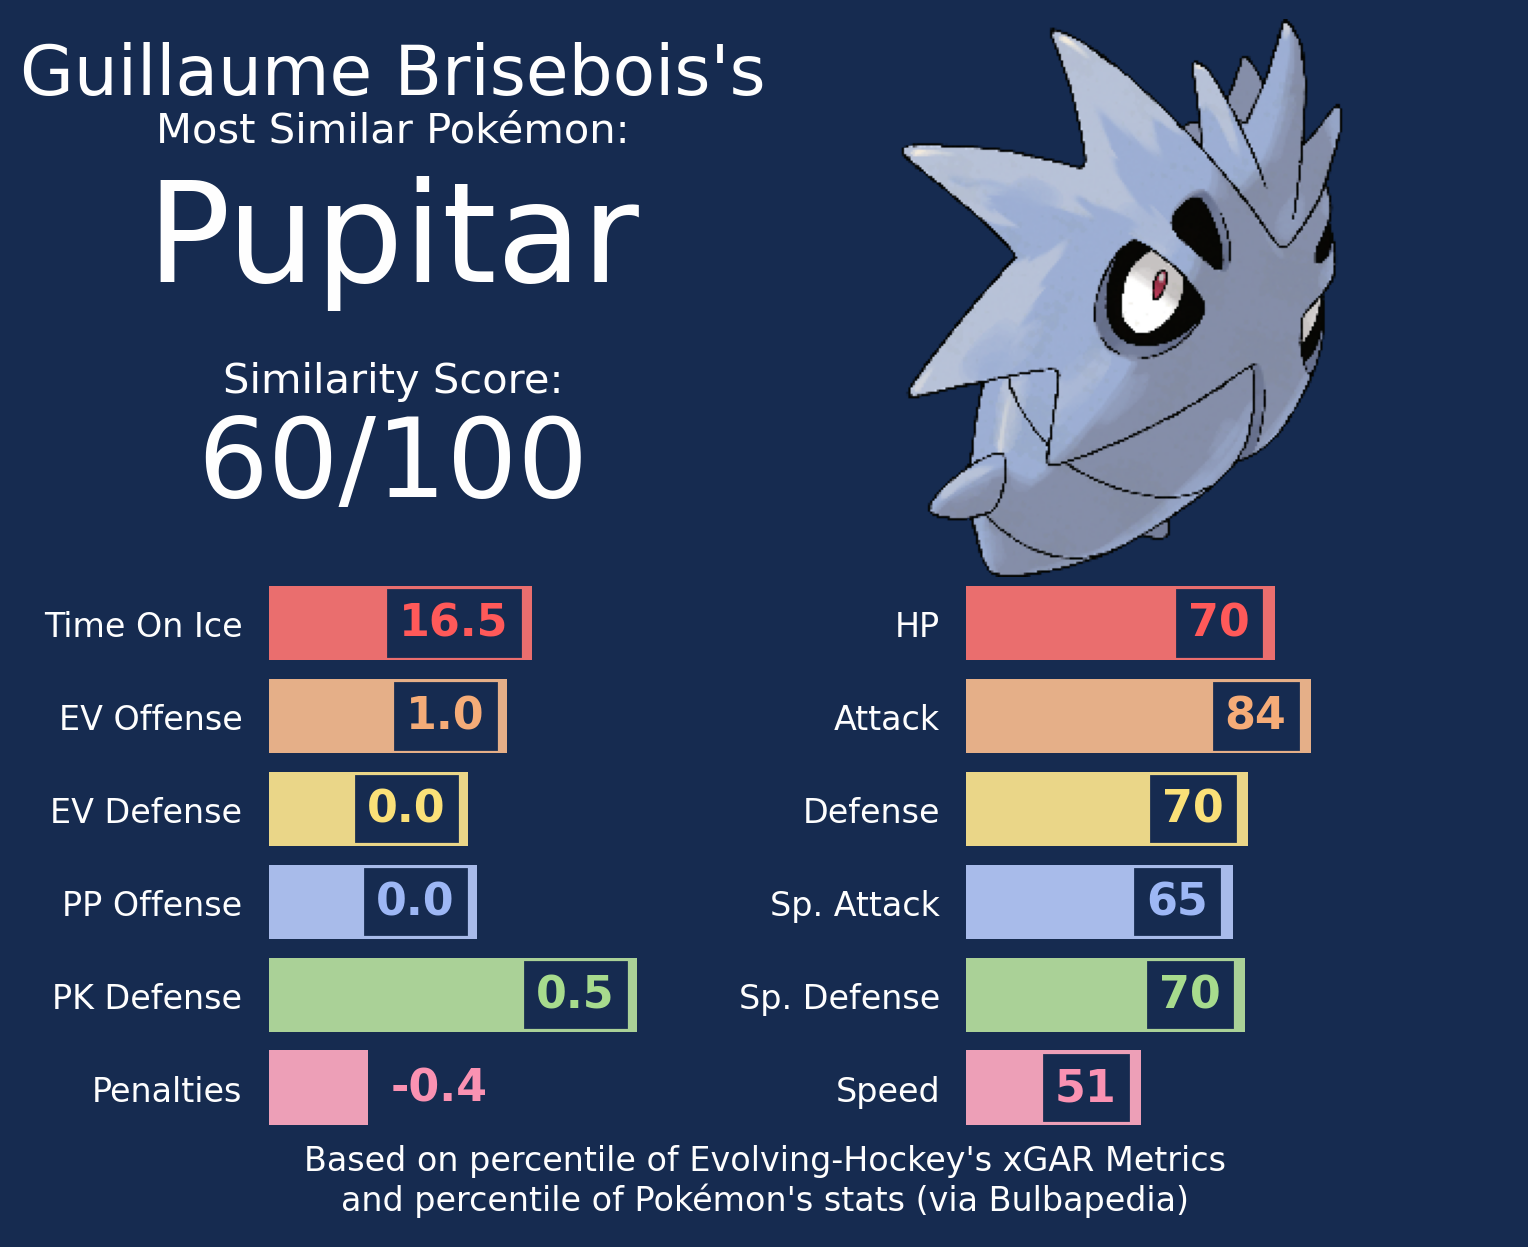 Guillaume Brisebois's
Most Similar Pokémon:
Pupitar
Similarity Score:
60/100
Time On Ice 16.5
EV Offense 1.0
EV Defense 0.0
PP Offense 0.0
PK Defense 0.5
Penalties -0.4
HP 70
Attack 84
Defense 70
Sp. Attack 65
Sp. Defense 70
Speed 51
Based on percentile of Evolving-Hockey's xGAR Metrics
and percentile of Pokémon's stats (via Bulbapedia)